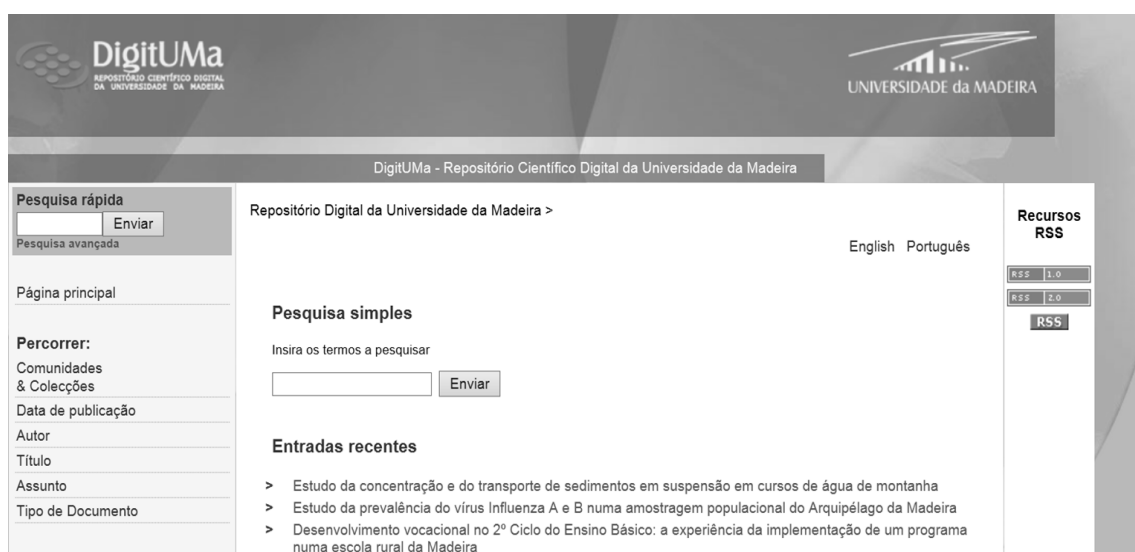 DigitUMa
REPOSITÓRIO CIENTÍFICO DIGITAL
DA UNIVERSIDADE DA MADEIRA
UNIVERSIDADE da MADEIRA
DigitUMa - Repositório Científico Digital da Universidade da Madeira
Pesquisa rápida
Enviar
Pesquisa avançada
Página principal
Percorrer:
Comunidades
& Colecções
Data de publicação
Autor
Título
Assunto
Tipo de Documento
Repositório Digital da Universidade da Madeira >
English Português
Pesquisa simples
Insira os termos a pesquisar
Enviar
Entradas recentes
> Estudo da concentração e do transporte de sedimentos em suspensão em cursos de água de montanha
> Estudo da prevalência do vírus Influenza A e B numa amostragem populacional do Arquipélago da Madeira
> Desenvolvimento vocacional no 2º Ciclo do Ensino Básico: a experiência da implementação de um programa
numa escola rural da Madeira
Recursos
RSS
RSS 1.0
RSS 2.0
RSS